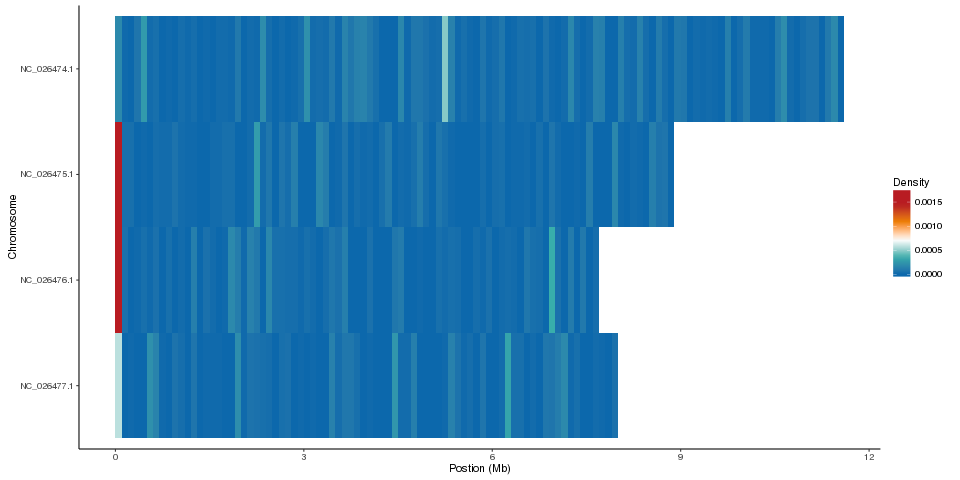 NC_026474.1
NC_026475.1
NC_026476.1
NC_026477.1
Chromosome
0 3 6 9 12
Postion (Mb)
Density
0.0015
0.0010
0.0005
0.0000